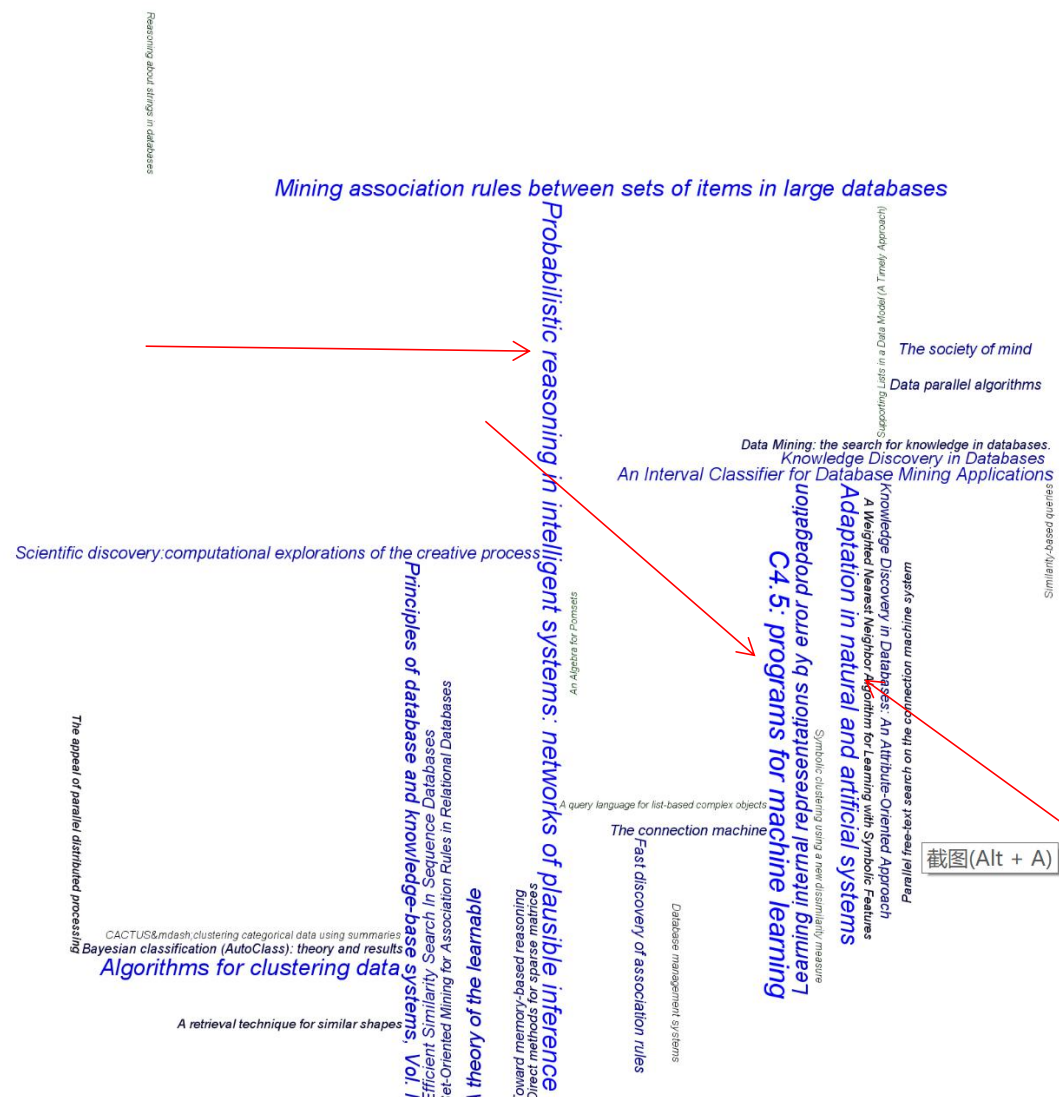 Reasoning about strings in databases
Mining association rules between sets of items in large databases
Probabilistic reasoning in intelligent systems: networks of plausible inference
Supporting Lists in a Data Model (A Timely Approach)
The society of mind
Data parallel algorithms
Data Mining: the search for knowledge in databases.
Knowledge Discovery in Databases
An Interval Classifier for Database Mining Applications
Similarity-based queries
Knowledge Discovery in Databases: An Attribute-Oriented Approach
A Weighted Nearest Neighbor Algorithm for Learning with Symbolic Features
Adaptation in natural and artificial systems
Learning internal representations by error propagation
C4.5: programs for machine learning
Parallel free-text search on the connection machine system
Scientific discovery:computational explorations of the creative process
Principles of database and knowledge-base systems, Vol.
An Algebra for Pomsets
Efficient Similarity Search In Sequence Databases
Set-Oriented Mining for Association Rules in Relational Databases
The appeal of parallel distributed processing
Symbolic clustering using a new dissimilarity measure
A query language for list-based complex objects
The connection machine
Fast discovery of association rules
截图(Alt + A)
A theory of the learnable
Toward memory-based reasoning
Direct methods for sparse matrices
Database management systems
CACTUS&mdash;clustering categorical data using summaries
Bayesian classification (AutoClass): theory and results
Algorithms for clustering data
A retrieval technique for similar shapes